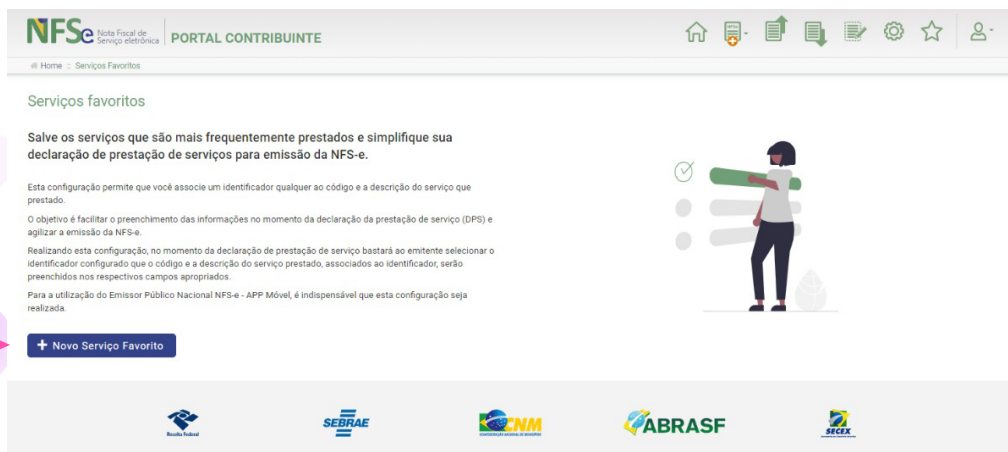 NFSe Nota Fiscal de Serviço eletrônica PORTAL CONTRIBUINTE
Home :: Serviços Favoritos
Serviços favoritos
Salve os serviços que são mais frequentemente prestados e simplifique sua
declaração de prestação de serviços para emissão da NFS-e.
Esta configuração permite que você associe um identificador qualquer ao código e a descrição do serviço que
prestado.
O objetivo é facilitar o preenchimento das informações no momento da declaração da prestação de serviço (DPS) e
agilizar a emissão da NFS-e.
Realizando esta configuração, no momento da declaração de prestação de serviço bastará ao emitente selecionar o
identificador configurado que o código e a descrição do serviço prestado, associados ao identificador, serão
preenchidos nos respectivos campos apropriados.
Para a utilização do Emissor Público Nacional NFS-e - APP Móvel, é indispensável que esta configuração seja
realizada.
+ Novo Serviço Favorito
Receita Federal
SEBRAE
CNM
CONFEDERAÇÃO NACIONAL DE MUNICÍPIOS
ABRASF
SECEX